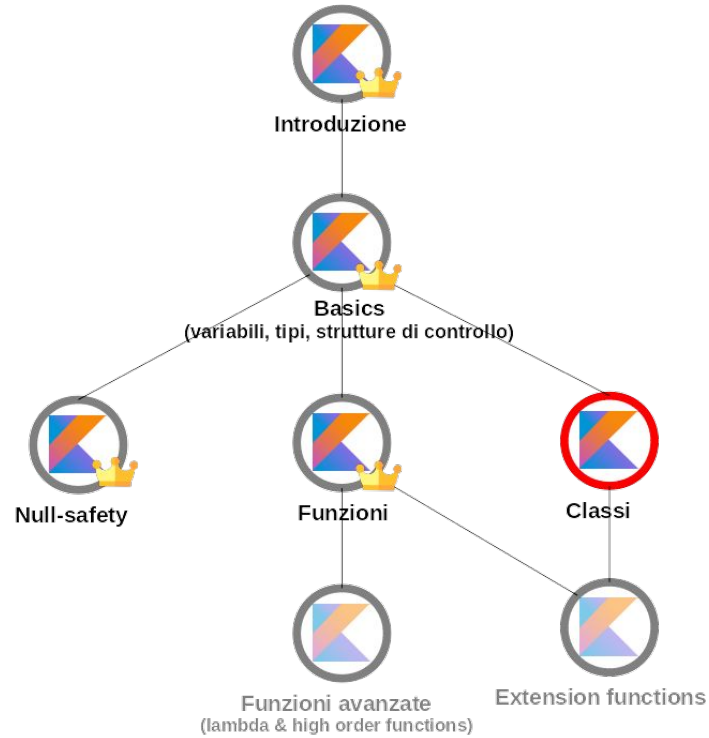 Introduzione
Basics
(variabili, tipi, strutture di controllo)
Null-safety
Funzioni
Classi
Funzioni avanzate
(lambda & high order functions)
Extension functions